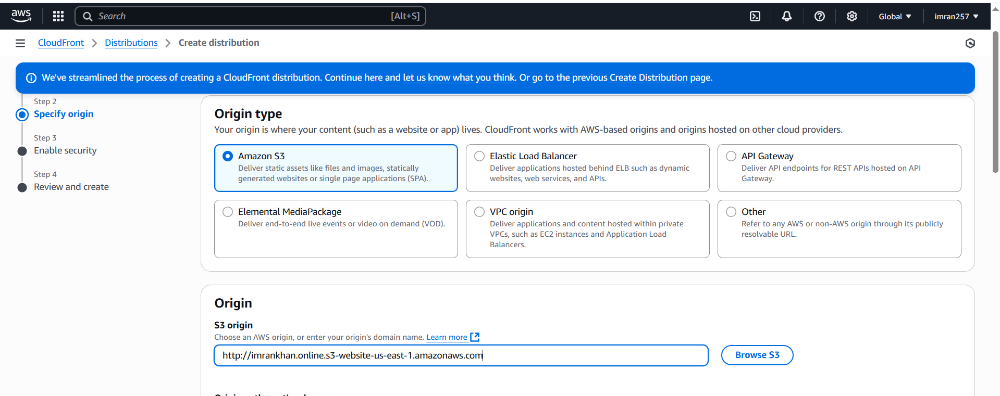 aws
Search [Alt+S] Global imran257
CloudFront Distributions Create distribution
We've streamlined the process of creating a CloudFront distribution. Continue here and let us know what you think. Or go to the previous Create Distribution page.
Step 2
Specify origin
Step 3
Enable security
Step 4
Review and create
Origin type
Your origin is where your content (such as a website or app) lives. CloudFront works with AWS-based origins and origins hosted on other cloud providers.
Amazon S3
Deliver static assets like files and images, statically
generated websites or single page applications (SPA).
Elastic Load Balancer
Deliver applications hosted behind ELB such as dynamic
websites, web services, and APIs.
API Gateway
Deliver API endpoints for REST APIs hosted on API
Gateway.
Elemental MediaPackage
Deliver end-to-end live events or video on demand (VOD).
VPC origin
Deliver applications and content hosted within private
VPCs, such as EC2 instances and Application Load
Balancers.
Other
Refer to any AWS or non-AWS origin through its publicly
resolvable URL.
Origin
S3 origin
Choose an AWS origin, or enter your origin's domain name. Learn more
http://imrankhan.online.s3-website-us-east-1.amazonaws.com
Browse S3